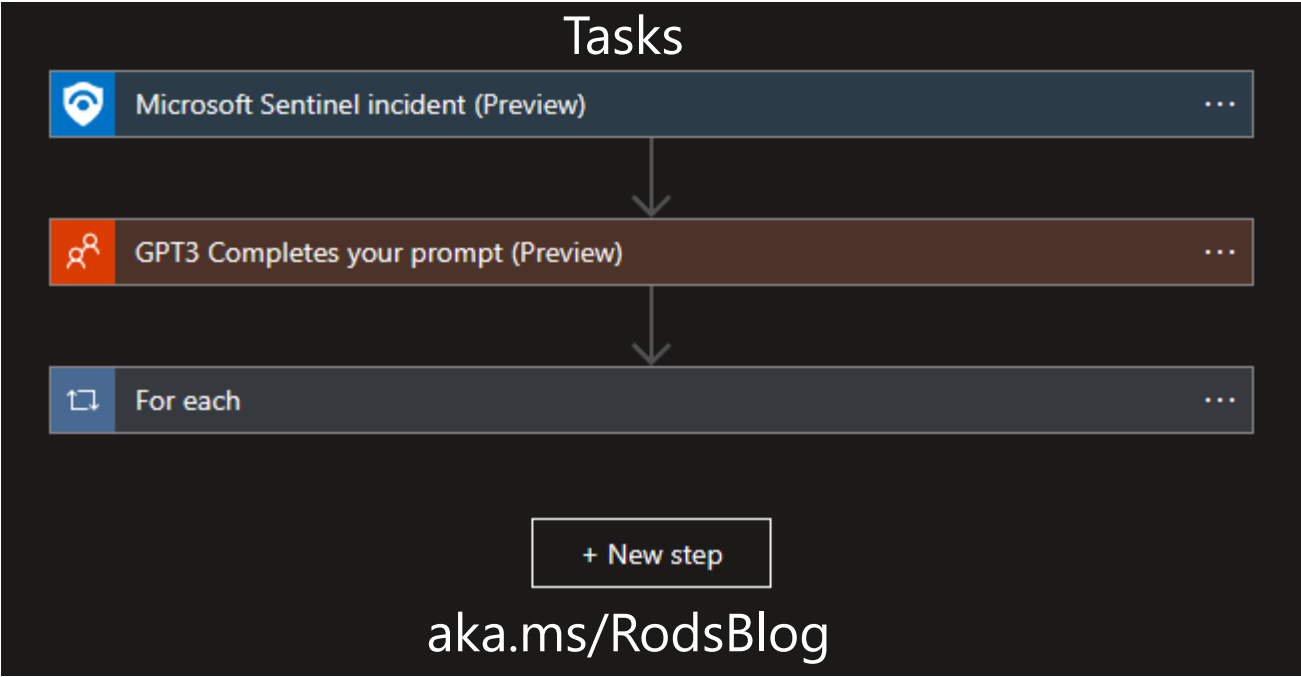 Tasks
Microsoft Sentinel incident (Preview)
GPT3 Completes your prompt (Preview)
For each
+ New step
aka.ms/RodsBlog